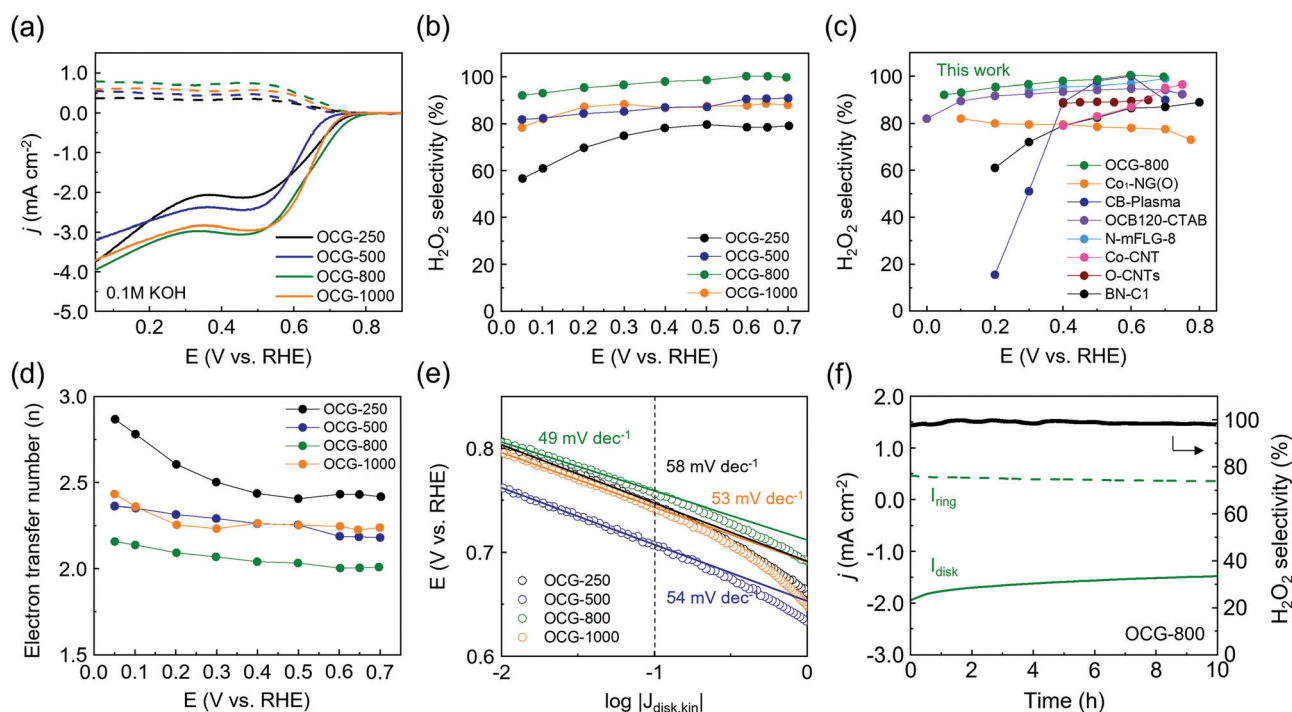 (a)
1.0
0.0
-1.0
-2.0
-3.0
-4.0
-5.0
j (mA cm-2)
OCG-250
OCG-500
OCG-800
OCG-1000
0.1M KOH
0.2 0.4 0.6 0.8
E (V vs. RHE)
(b)
120
100
80
60
40
20
0
H2O2 selectivity (%)
OCG-250
OCG-500
OCG-800
OCG-1000
0.0 0.1 0.2 0.3 0.4 0.5 0.6 0.7
E (V vs. RHE)
(c)
120
100
80
60
40
20
0
H2O2 selectivity (%)
This work
OCG-800
Co1-NG(O)
CB-Plasma
OCB120-CTAB
N-mFLG-8
Co-CNT
O-CNTs
BN-C1
0.0 0.1 0.2 0.3 0.4 0.5 0.6 0.7 0.8
E (V vs. RHE)
(d)
3.0
2.5
2.0
1.5
Electron transfer number (n)
OCG-250
OCG-500
OCG-800
OCG-1000
0.0 0.1 0.2 0.3 0.4 0.5 0.6 0.7
E (V vs. RHE)
(e)
0.8
0.7
0.6
E (V vs. RHE)
49 mV dec-1
58 mV dec-1
53 mV dec-1
54 mV dec-1
OCG-250
OCG-500
OCG-800
OCG-1000
-2 -1 0
log |Jdisk,kin|
(f)
2.0
1.5
0.0
-1.5
-2.0
-3.0
j (mA cm-2)
Iring
Idisk
OCG-800
100
80
60
40
20
0
H2O2 selectivity (%)
0 2 4 6 8 10
Time (h)